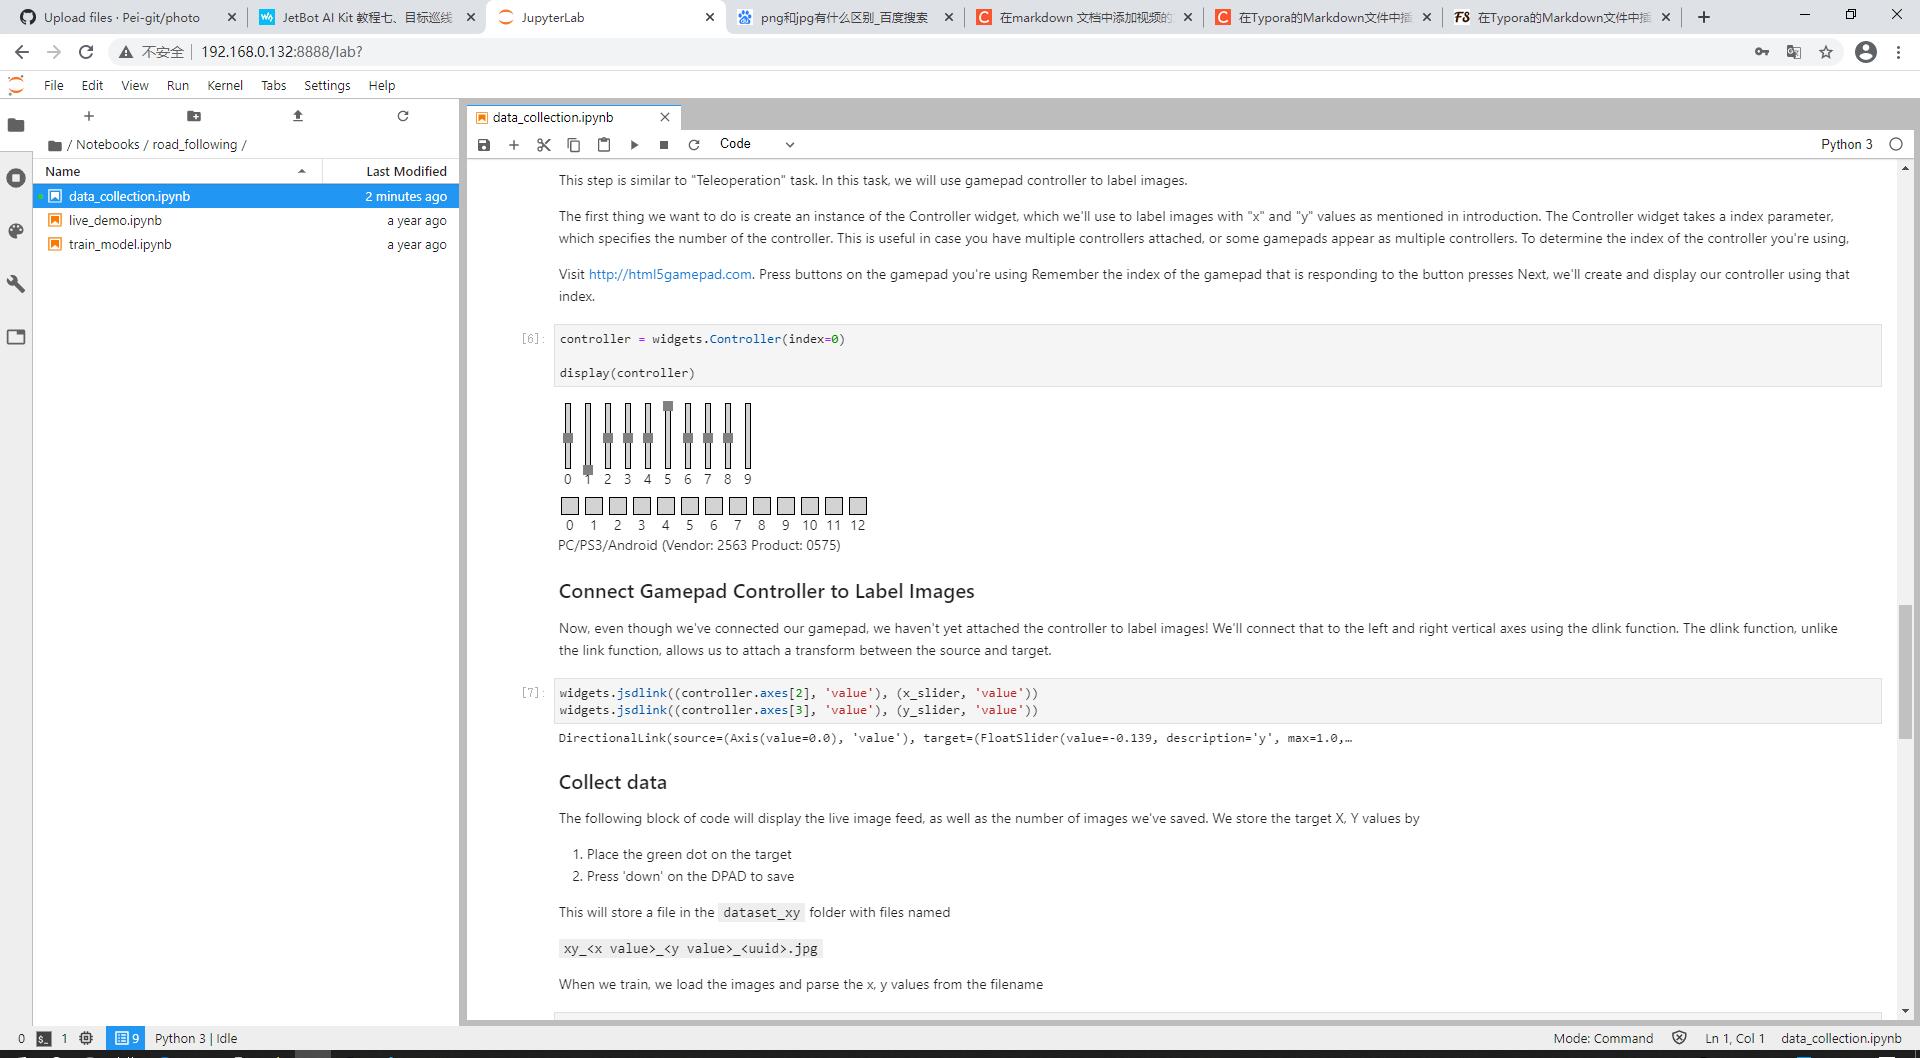 Upload files · Pei-git/photo
JetBot AI Kit 教程七、目标巡线
JupyterLab
png和jpg有什么区别_百度搜索
在markdown 文档中添加视频的
在Typora的Markdown文件中插
在Typora的Markdown文件中插
不安全
192.168.0.132:8888/lab?
File Edit View Run Kernel Tabs Settings Help
data_collection.ipynb
/ Notebooks / road_following /
Code
Python 3
Name Last Modified
data_collection.ipynb 2 minutes ago
live_demo.ipynb a year ago
train_model.ipynb a year ago
This step is similar to "Teleoperation" task. In this task, we will use gamepad controller to label images.
The first thing we want to do is create an instance of the Controller widget, which we'll use to label images with "x" and "y" values as mentioned in introduction. The Controller widget takes a index parameter,
which specifies the number of the controller. This is useful in case you have multiple controllers attached, or some gamepads appear as multiple controllers. To determine the index of the controller you're using,
Visit http://html5gamepad.com. Press buttons on the gamepad you're using Remember the index of the gamepad that is responding to the button presses Next, we'll create and display our controller using that
index.
[6]:
controller = widgets.Controller(index=0)
display(controller)
0 1 2 3 4 5 6 7 8 9
0 1 2 3 4 5 6 7 8 9 10 11 12
PC/PS3/Android (Vendor: 2563 Product: 0575)
Connect Gamepad Controller to Label Images
Now, even though we've connected our gamepad, we haven't yet attached the controller to label images! We'll connect that to the left and right vertical axes using the dlink function. The dlink function, unlike
the link function, allows us to attach a transform between the source and target.
[7]:
widgets.jsdlink((controller.axes[2], 'value'), (x_slider, 'value'))
widgets.jsdlink((controller.axes[3], 'value'), (y_slider, 'value'))
DirectionalLink(source=(Axis(value=0.0), 'value'), target=(FloatSlider(value=-0.139, description='y', max=1.0,…
Collect data
The following block of code will display the live image feed, as well as the number of images we've saved. We store the target X, Y values by
1. Place the green dot on the target
2. Press 'down' on the DPAD to save
This will store a file in the dataset_xy folder with files named
xy_<x value>_<y value>_<uuid>.jpg
When we train, we load the images and parse the x, y values from the filename
0 1 9 Python 3 | Idle
Mode: Command Ln 1, Col 1 data_collection.ipynb